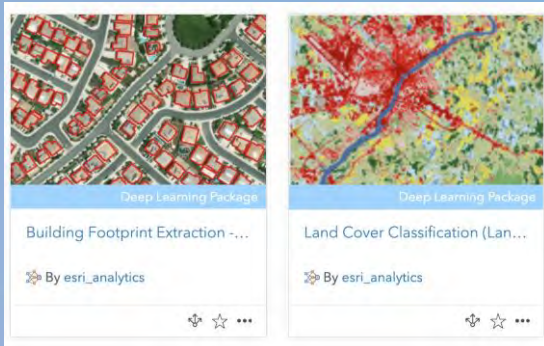 Deep Learning Package
Building Footprint Extraction -...
By esri_analytics
Deep Learning Package
Land Cover Classification (Lan...
By esri_analytics